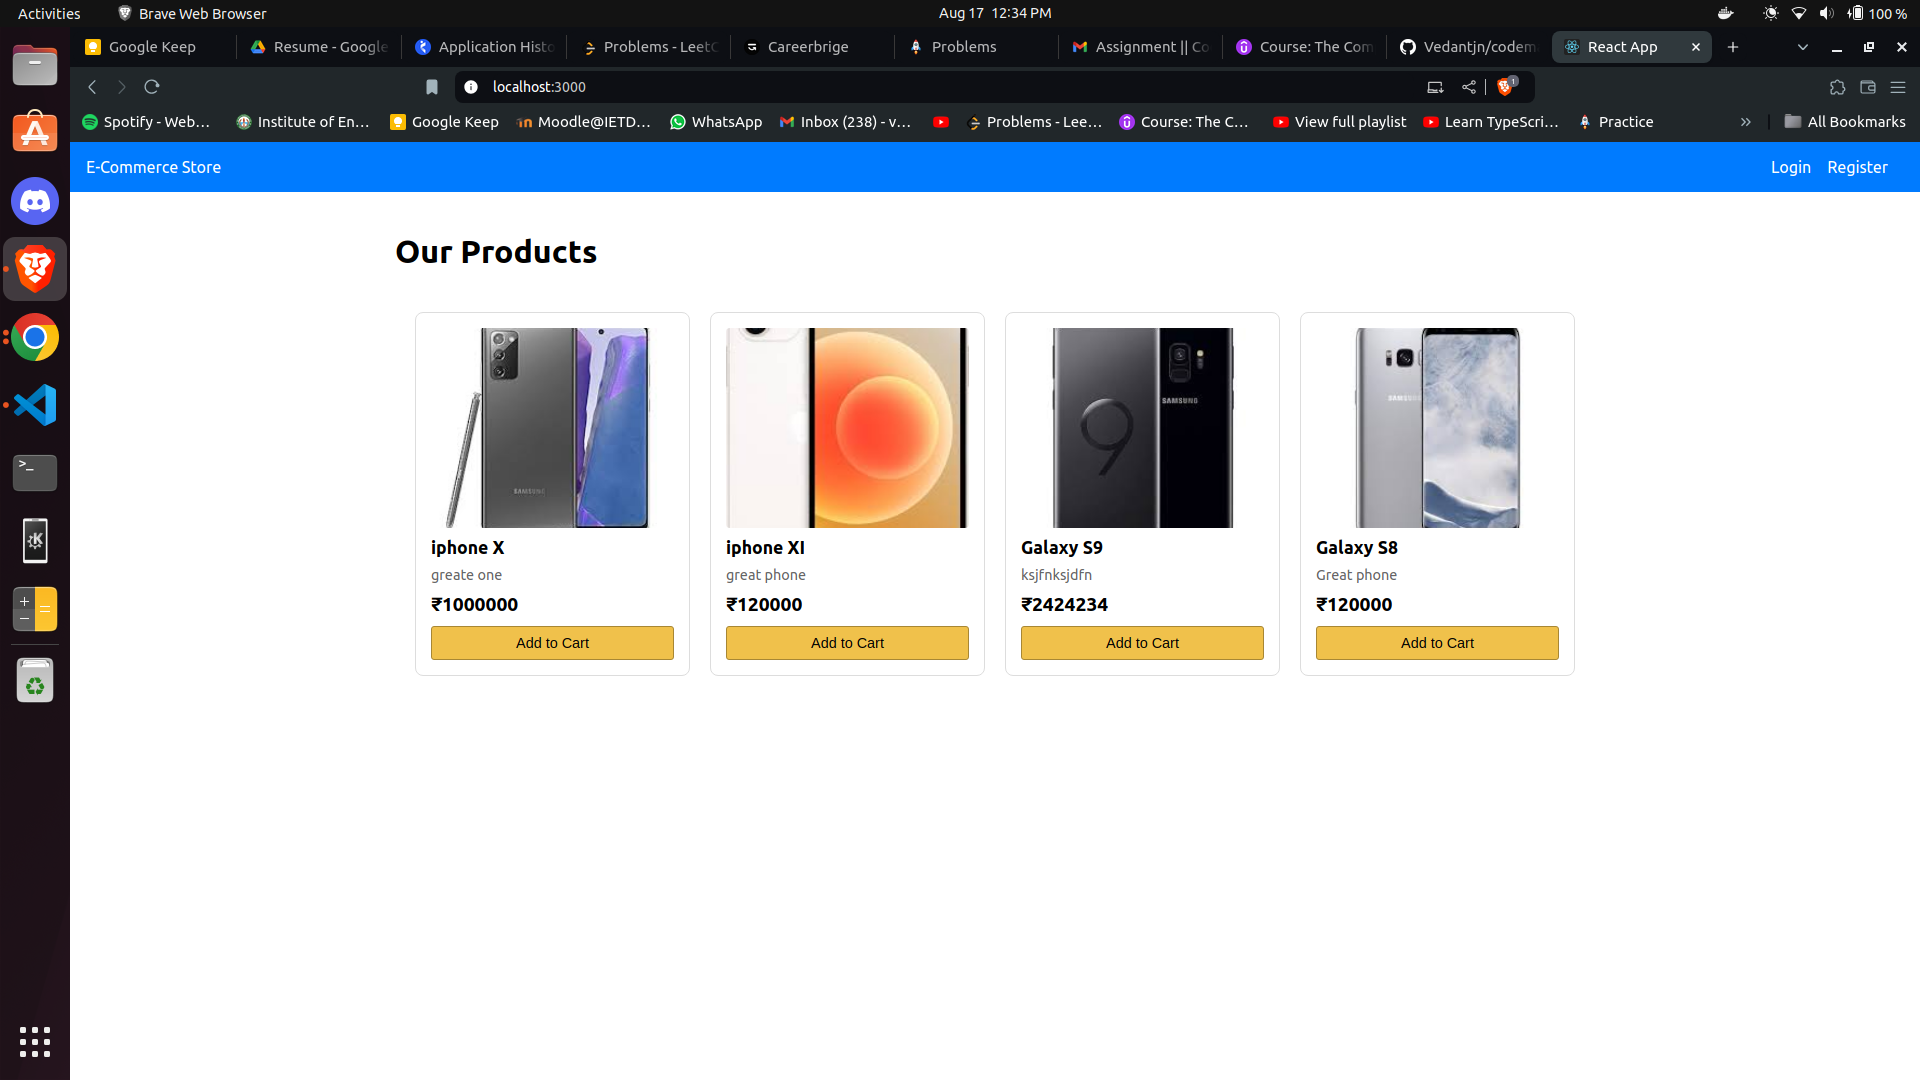 Activities Brave Web Browser Aug 17 12:34 PM 100 %
Google Keep Resume - Google Application Histo Problems - LeetC Careerbrige Problems Assignment || Co Course: The Com Vedantjn/codem React App
localhost:3000 1
Spotify - Web... Institute of En... Google Keep Moodle@IETD... WhatsApp Inbox (238) - v... Problems - Lee... Course: The C... View full playlist Learn TypeScri... Practice » All Bookmarks
E-Commerce Store Login Register
Our Products
SAMSUNG
SAMSUNG
9
iphone X iphone XI Galaxy S9 Galaxy S8
greate one great phone ksjfnksjdfn Great phone
₹1000000 ₹120000 ₹2424234 ₹120000
Add to Cart Add to Cart Add to Cart Add to Cart